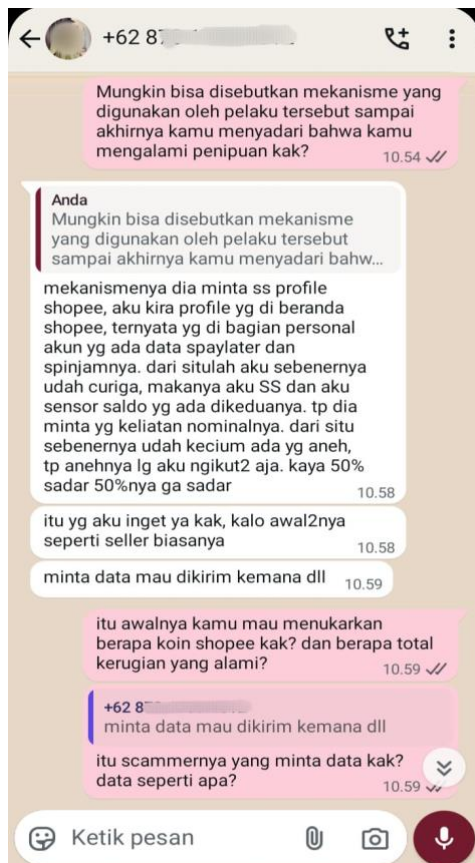 +62 8
Mungkin bisa disebutkan mekanisme yang
digunakan oleh pelaku tersebut sampai
akhirnya kamu menyadari bahwa kamu
mengalami penipuan kak?
10.54
Anda
Mungkin bisa disebutkan mekanisme
yang digunakan oleh pelaku tersebut
sampai akhirnya kamu menyadari bahw...
mekanismenya dia minta ss profile
shopee, aku kira profile yg di beranda
shopee, ternyata yg di bagian personal
akun yg ada data spaylater dan
spinjamnya. dari situlah aku sebenernya
udah curiga, makanya aku SS dan aku
sensor saldo yg ada dikeduanya. tp dia
minta yg keliatan nominalnya. dari situ
sebenernya udah kecium ada yg aneh,
tp anehnya lg aku ngikut2 aja. kaya 50%
sadar 50%nya ga sadar
10.58
itu yg aku inget ya kak, kalo awal2nya
seperti seller biasanya
10.58
minta data mau dikirim kemana dll 10.59
itu awalnya kamu mau menukarkan
berapa koin shopee kak? dan berapa total
kerugian yang alami?
10.59
+62 8
minta data mau dikirim kemana dll
itu scammernya yang minta data kak?
data seperti apa?
10.59
Ketik pesan